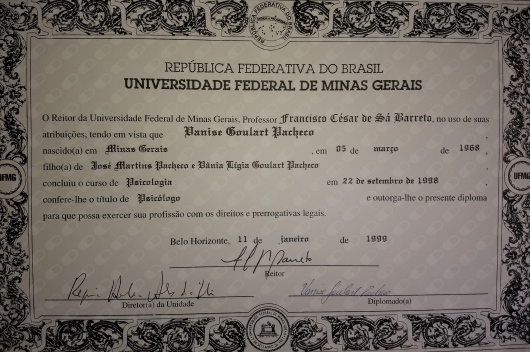 REPÚBLICA FEDERATIVA DO BRASIL
UNIVERSIDADE FEDERAL DE MINAS GERAIS
O Reitor da Universidade Federal de Minas Gerais, Professor Francisco César de Sá Barreto, no uso de suas
atribuições, tendo em vista que Vanise Goulart Pacheco ,
nascido(a) em Minas Gerais , em 05 de março de 1968 ,
filho(a) de José Martins Pacheco e Vânia Lígia Goulart Pacheco ,
concluiu o curso de Psicologia em 22 de setembro de 1998 ,
confere-lhe o título de Psicólogo e outorga-lhe o presente diploma
para que possa exercer sua profissão com os direitos e prerrogativas legais.
Belo Horizonte, 11 de janeiro de 1999
Reitor
Diretor(a) da Unidade Diplomado(a)
UFMG
UFMG